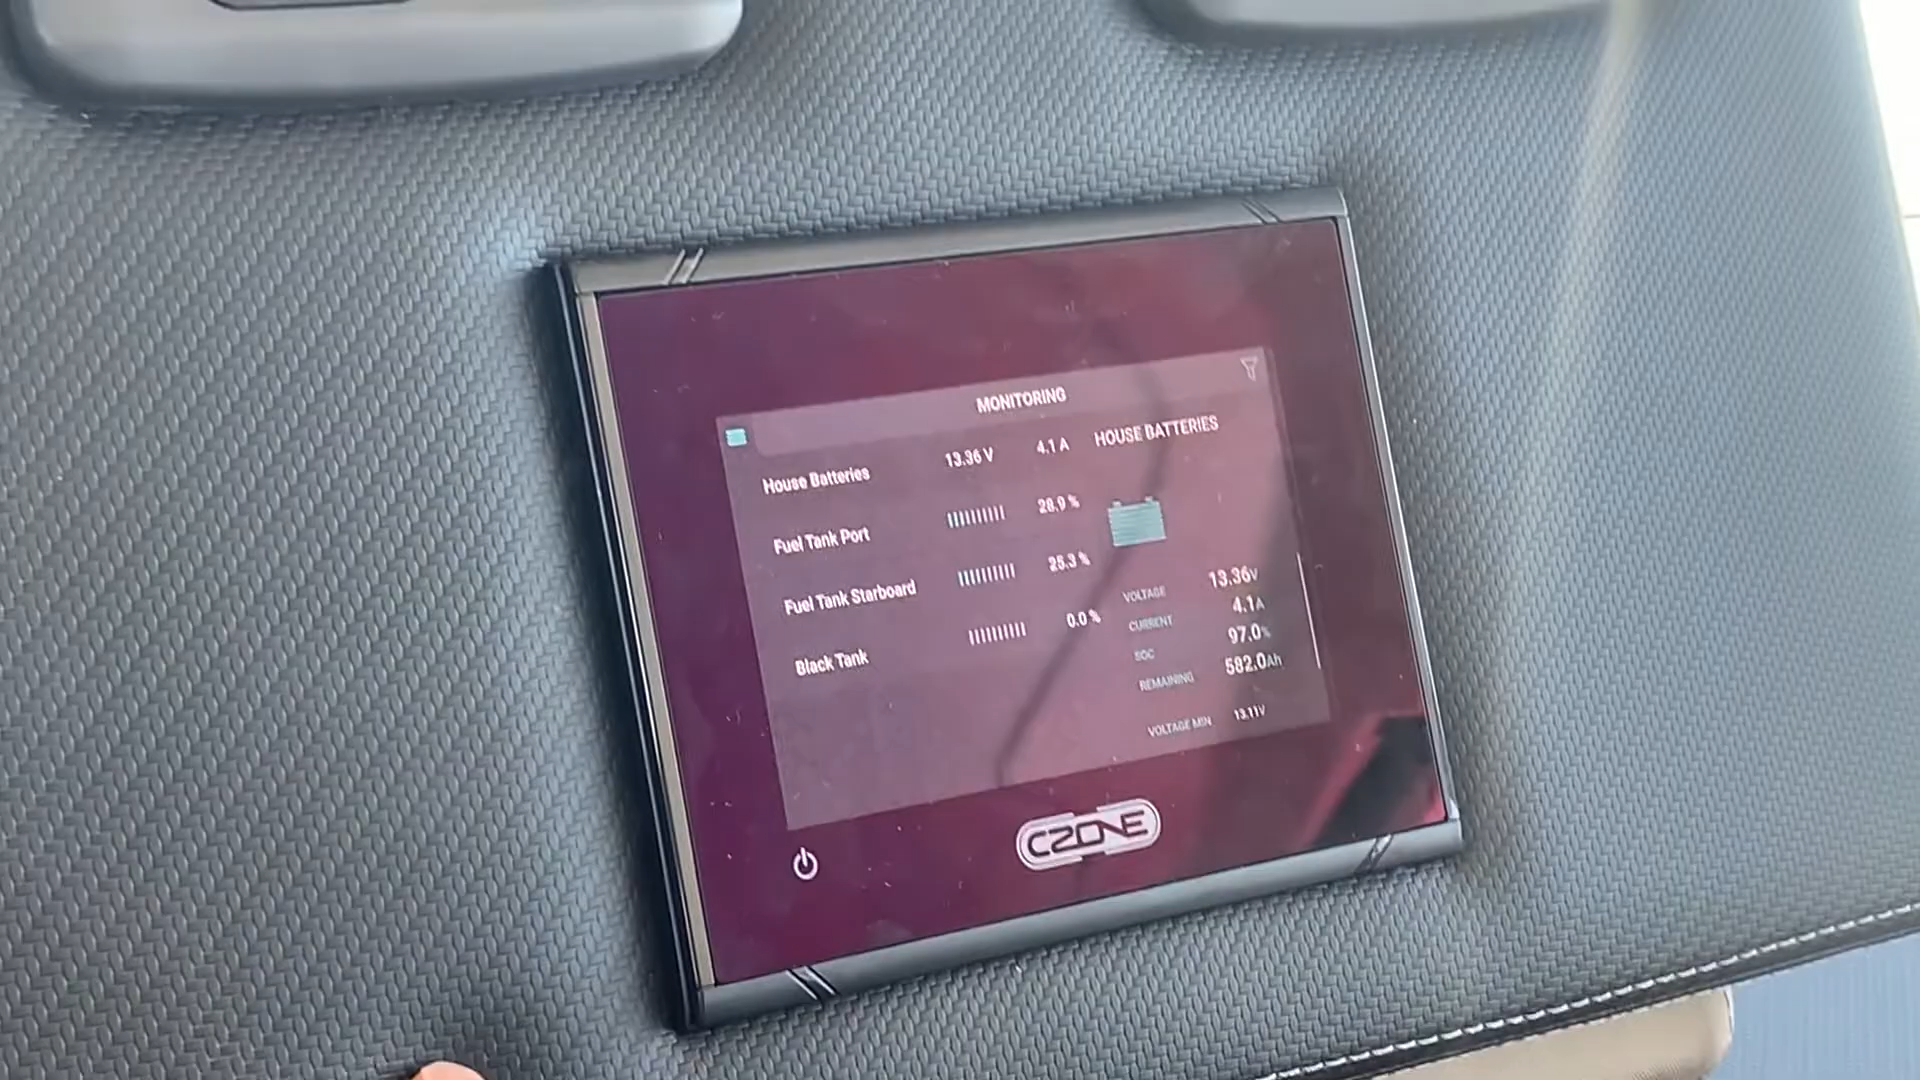 MONITORING
House Batteries 13.36 V 4.1 A
Fuel Tank Port 28.9 %
Fuel Tank Starboard 25.3 %
Black Tank 0.0 %
HOUSE BATTERIES
VOLTAGE 13.36V
CURRENT 4.1A
SOC 97.0%
REMAINING 582.0Ah
VOLTAGE MIN 13.11V
CZONE